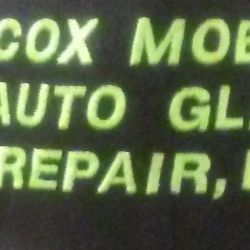 COX MOB
AUTO GL
REPAIR,